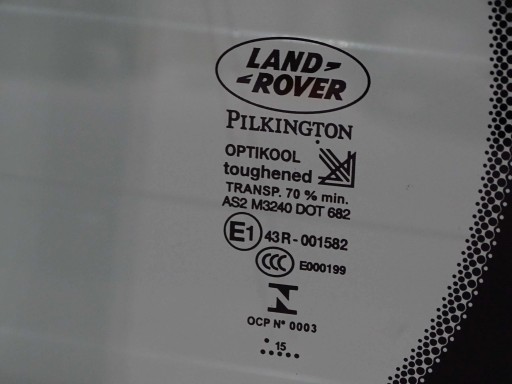 LAND
ROVER
PILKINGTON
OPTIKOOL
toughened
TRANSP. 70 % min.
AS2 M3240 DOT 682
E1 43R-001582
CCC E000199
N
OCP Nº 0003
15